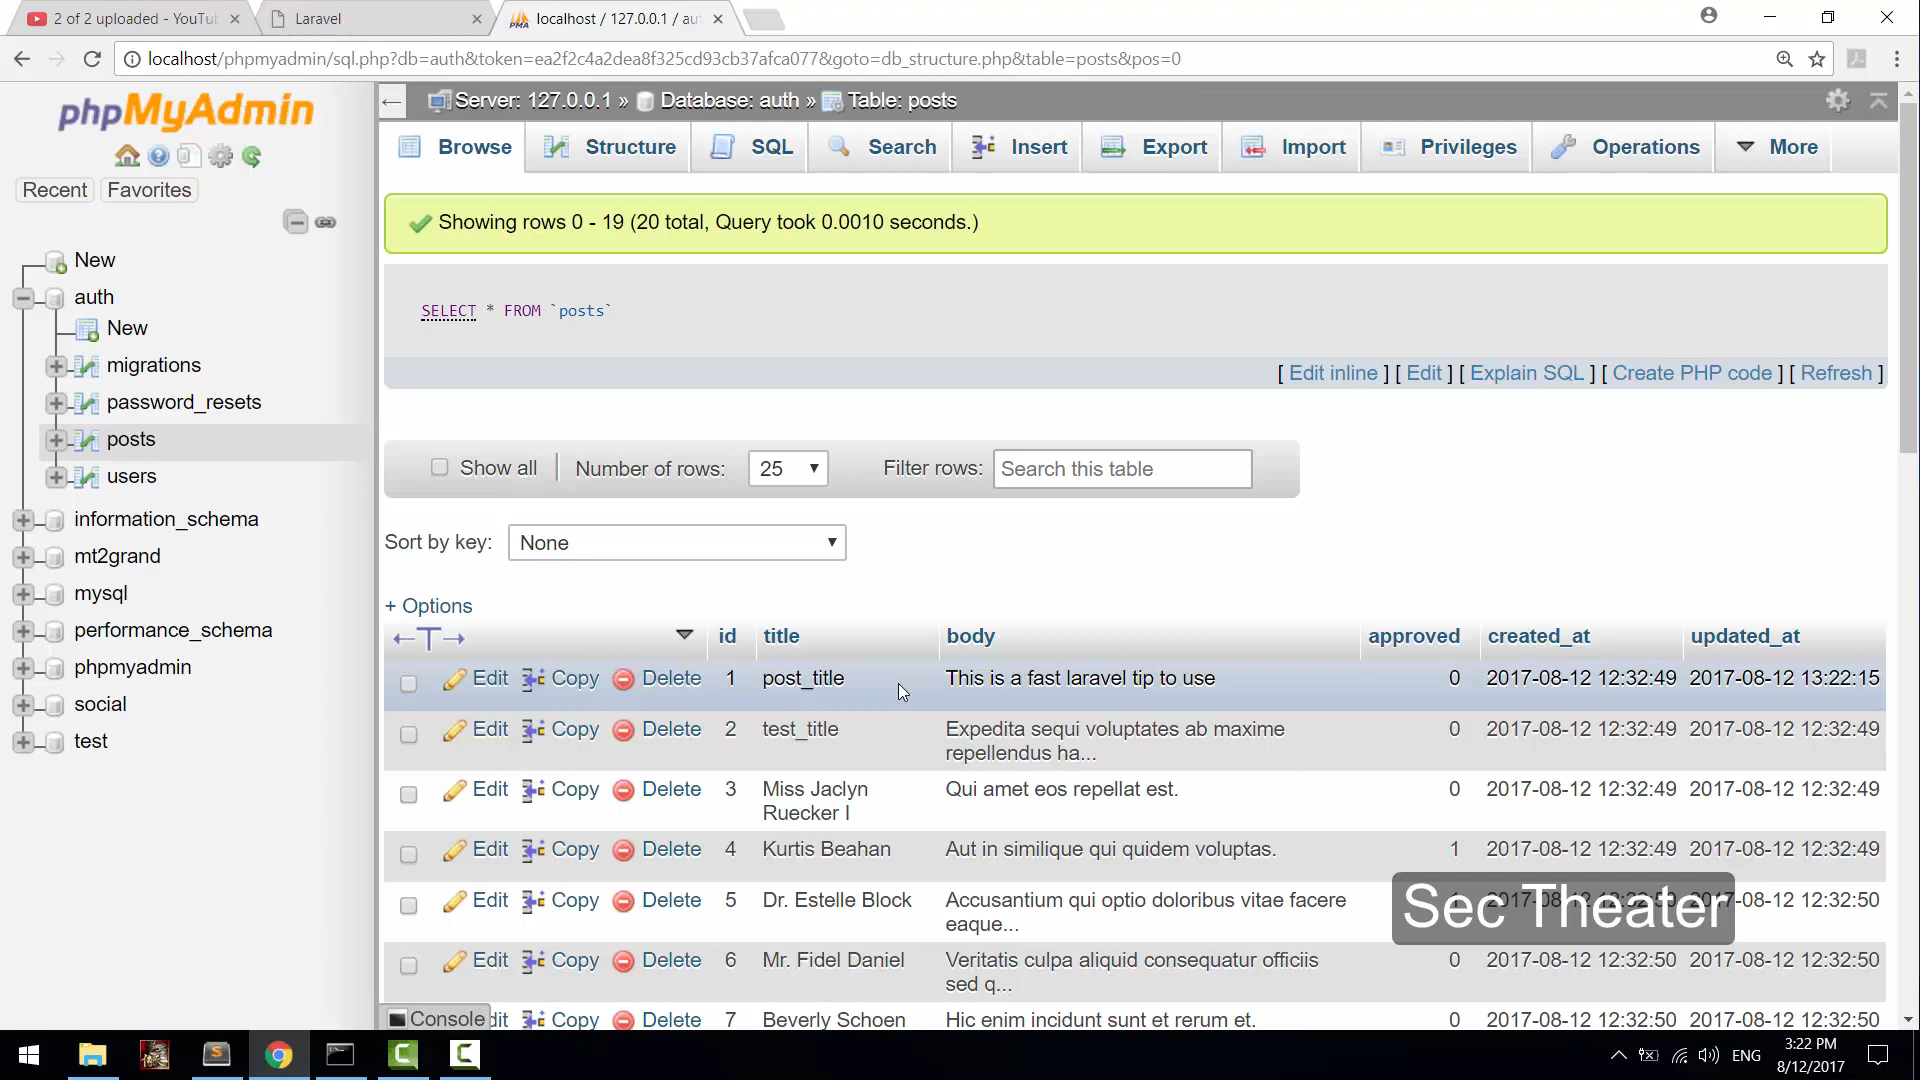 2 of 2 uploaded - YouTu
Laravel
localhost / 127.0.0.1 / au
localhost/phpmyadmin/sql.php?db=auth&token=ea2f2c4a2dea8f325cd93cb37afca077&goto=db_structure.php&table=posts&pos=0
phpMyAdmin
Recent
Favorites
New
auth
New
migrations
password_resets
posts
users
information_schema
mt2grand
mysql
performance_schema
phpmyadmin
social
test
Server: 127.0.0.1 » Database: auth » Table: posts
Browse Structure SQL Search Insert Export Import Privileges Operations More
Showing rows 0 - 19 (20 total, Query took 0.0010 seconds.)
SELECT * FROM `posts`
[ Edit inline ] [ Edit ] [ Explain SQL ] [ Create PHP code ] [ Refresh ]
Show all Number of rows: 25 Filter rows: Search this table
Sort by key: None
+ Options
id title body approved created_at updated_at
Edit Copy Delete 1 post_title This is a fast laravel tip to use 0 2017-08-12 12:32:49 2017-08-12 13:22:15
Edit Copy Delete 2 test_title Expedita sequi voluptates ab maxime 0 2017-08-12 12:32:49 2017-08-12 12:32:49
repellendus ha...
Edit Copy Delete 3 Miss Jaclyn Qui amet eos repellat est. 0 2017-08-12 12:32:49 2017-08-12 12:32:49
Ruecker I
Edit Copy Delete 4 Kurtis Beahan Aut in similique qui quidem voluptas. 1 2017-08-12 12:32:49 2017-08-12 12:32:49
Edit Copy Delete 5 Dr. Estelle Block Accusantium qui optio doloribus vitae facere 2017-08-12 12:32:50 2017-08-12 12:32:50
eaque...
Sec Theater
Edit Copy Delete 6 Mr. Fidel Daniel Veritatis culpa aliquid consequatur officiis 0 2017-08-12 12:32:50 2017-08-12 12:32:50
sed q...
Console dit Copy Delete 7 Beverly Schoen Hic enim incidunt sunt et rerum et. 0 2017-08-12 12:32:50 2017-08-12 12:32:50
ENG
3:22 PM
8/12/2017